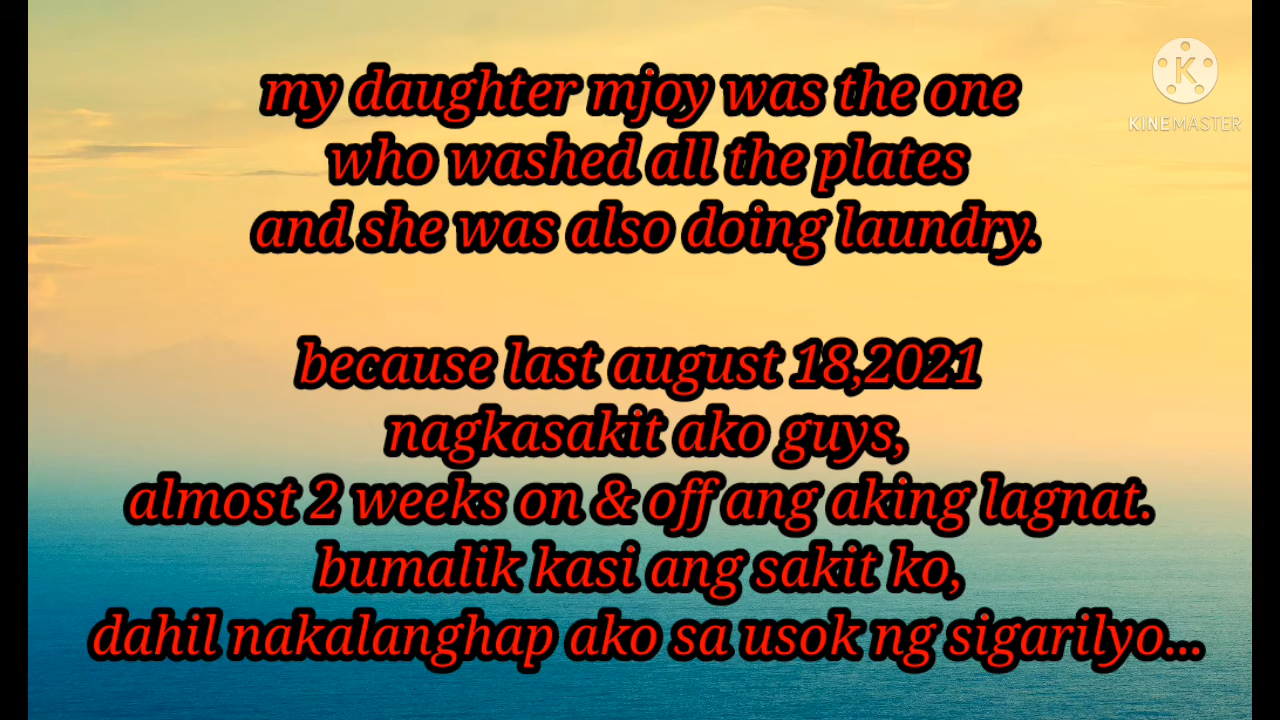 my daughter mjoy was the one
who washed all the plates
and she was also doing laundry.
because last august 18,2021
nagkasakit ako guys,
almost 2 weeks on & off ang aking lagnat.
bumalik kasi ang sakit ko,
dahil nakalanghap ako sa usok ng sigarilyo...
K
KINEMASTER